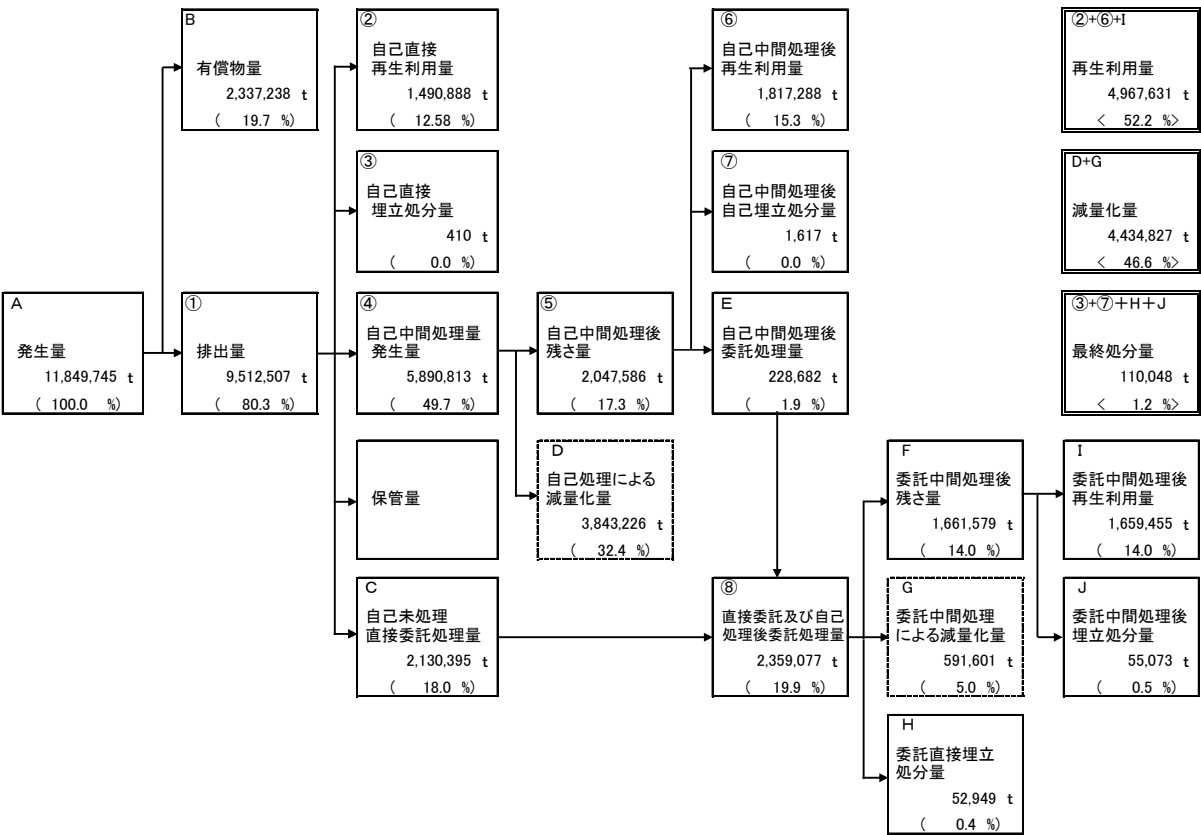 B
有償物量
2,337,238 t
( 19.7 %)
②
自己直接
再生利用量
1,490,888 t
( 12.58 %)
⑥
自己中間処理後
再生利用量
1,817,288 t
( 15.3 %)
②+⑥+I
再生利用量
4,967,631 t
< 52.2 %>
③
自己直接
埋立処分量
410 t
( 0.0 %)
⑦
自己中間処理後
自己埋立処分量
1,617 t
( 0.0 %)
D+G
減量化量
4,434,827 t
< 46.6 %>
A
発生量
11,849,745 t
( 100.0 %)
①
排出量
9,512,507 t
( 80.3 %)
④
自己中間処理量
発生量
5,890,813 t
( 49.7 %)
⑤
自己中間処理後
残さ量
2,047,586 t
( 17.3 %)
E
自己中間処理後
委託処理量
228,682 t
( 1.9 %)
③+⑦+H+J
最終処分量
110,048 t
< 1.2 %>
保管量
D
自己処理による
減量化量
3,843,226 t
( 32.4 %)
F
委託中間処理後
残さ量
1,661,579 t
( 14.0 %)
I
委託中間処理後
再生利用量
1,659,455 t
( 14.0 %)
C
自己未処理
直接委託処理量
2,130,395 t
( 18.0 %)
⑧
直接委託及び自己
処理後委託処理量
2,359,077 t
( 19.9 %)
G
委託中間処理
による減量化量
591,601 t
( 5.0 %)
J
委託中間処理後
埋立処分量
55,073 t
( 0.5 %)
H
委託直接埋立
処分量
52,949 t
( 0.4 %)